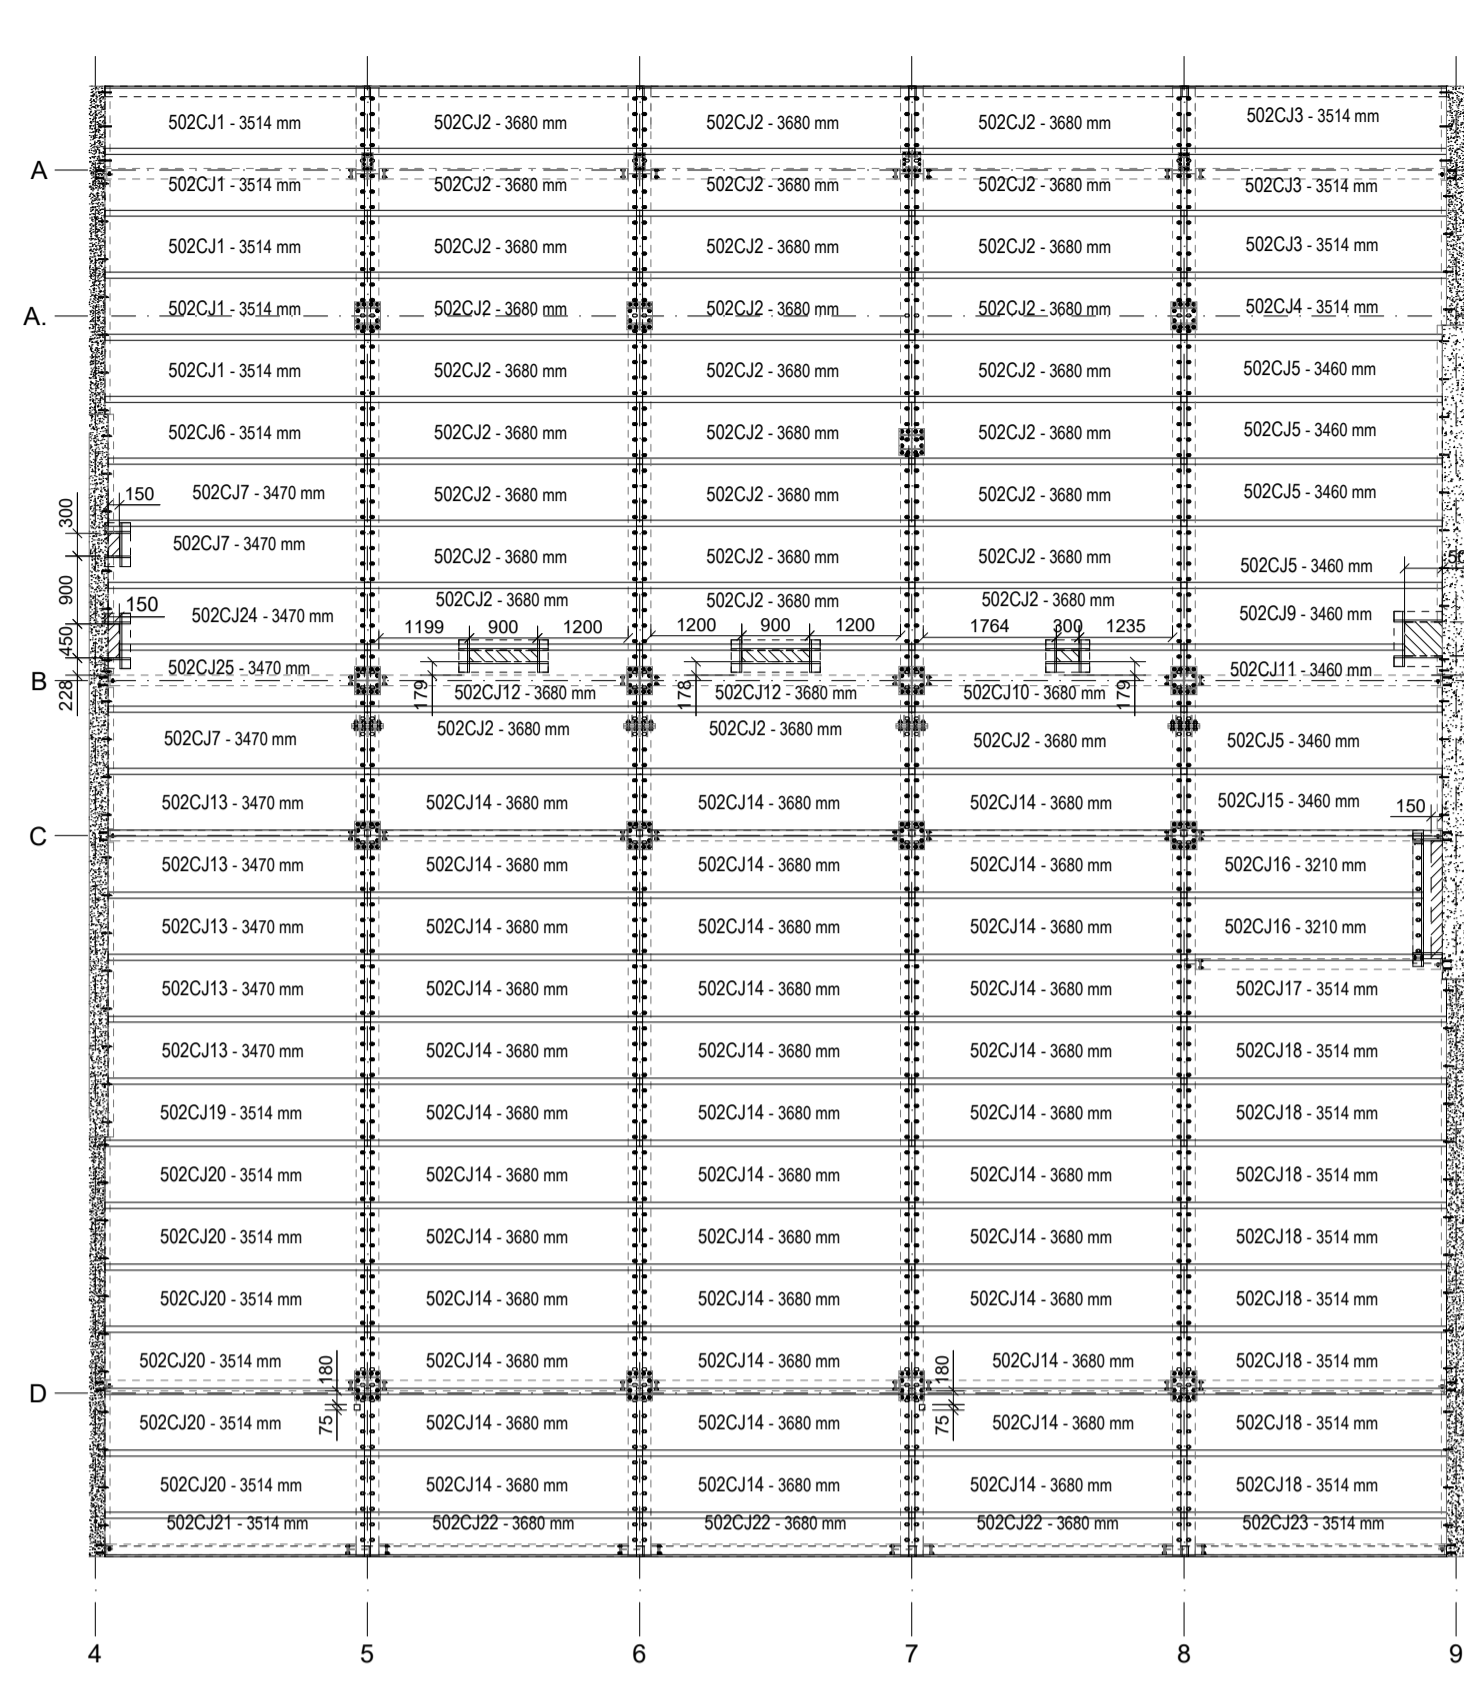 502CJ1 - 3514 mm 502CJ2 - 3680 mm 502CJ2 - 3680 mm 502CJ2 - 3680 mm 502CJ3 - 3514 mm
A
502CJ1 - 3514 mm 502CJ2 - 3680 mm 502CJ2 - 3680 mm 502CJ2 - 3680 mm 502CJ3 - 3514 mm
502CJ1 - 3514 mm 502CJ2 - 3680 mm 502CJ2 - 3680 mm 502CJ2 - 3680 mm 502CJ3 - 3514 mm
A. 502CJ1 - 3514 mm 502CJ2 - 3680 mm 502CJ2 - 3680 mm 502CJ2 - 3680 mm 502CJ4 - 3514 mm
502CJ1 - 3514 mm 502CJ2 - 3680 mm 502CJ2 - 3680 mm 502CJ2 - 3680 mm 502CJ5 - 3460 mm
502CJ6 - 3514 mm 502CJ2 - 3680 mm 502CJ2 - 3680 mm 502CJ2 - 3680 mm 502CJ5 - 3460 mm
300 150 502CJ7 - 3470 mm 502CJ2 - 3680 mm 502CJ2 - 3680 mm 502CJ2 - 3680 mm 502CJ5 - 3460 mm
502CJ7 - 3470 mm 502CJ2 - 3680 mm 502CJ2 - 3680 mm 502CJ2 - 3680 mm 502CJ5 - 3460 mm
900 150 502CJ24 - 3470 mm 502CJ2 - 3680 mm 502CJ2 - 3680 mm 502CJ2 - 3680 mm 502CJ9 - 3460 mm
1199 900 1200 1200 900 1200 1764 300 1235
450 502CJ25 - 3470 mm 502CJ11 - 3460 mm
B 228 179 502CJ12 - 3680 mm 178 502CJ12 - 3680 mm 502CJ10 - 3680 mm 179
502CJ7 - 3470 mm 502CJ2 - 3680 mm 502CJ2 - 3680 mm 502CJ2 - 3680 mm 502CJ5 - 3460 mm
502CJ13 - 3470 mm 502CJ14 - 3680 mm 502CJ14 - 3680 mm 502CJ14 - 3680 mm 502CJ15 - 3460 mm 150
C
502CJ13 - 3470 mm 502CJ14 - 3680 mm 502CJ14 - 3680 mm 502CJ14 - 3680 mm 502CJ16 - 3210 mm
502CJ13 - 3470 mm 502CJ14 - 3680 mm 502CJ14 - 3680 mm 502CJ14 - 3680 mm 502CJ16 - 3210 mm
502CJ13 - 3470 mm 502CJ14 - 3680 mm 502CJ14 - 3680 mm 502CJ14 - 3680 mm 502CJ17 - 3514 mm
502CJ13 - 3470 mm 502CJ14 - 3680 mm 502CJ14 - 3680 mm 502CJ14 - 3680 mm 502CJ18 - 3514 mm
502CJ19 - 3514 mm 502CJ14 - 3680 mm 502CJ14 - 3680 mm 502CJ14 - 3680 mm 502CJ18 - 3514 mm
502CJ20 - 3514 mm 502CJ14 - 3680 mm 502CJ14 - 3680 mm 502CJ14 - 3680 mm 502CJ18 - 3514 mm
502CJ20 - 3514 mm 502CJ14 - 3680 mm 502CJ14 - 3680 mm 502CJ14 - 3680 mm 502CJ18 - 3514 mm
502CJ20 - 3514 mm 502CJ14 - 3680 mm 502CJ14 - 3680 mm 502CJ14 - 3680 mm 502CJ18 - 3514 mm
502CJ20 - 3514 mm 180 502CJ14 - 3680 mm 502CJ14 - 3680 mm 180 502CJ14 - 3680 mm 502CJ18 - 3514 mm
D
502CJ20 - 3514 mm 75 502CJ14 - 3680 mm 502CJ14 - 3680 mm 75 502CJ14 - 3680 mm 502CJ18 - 3514 mm
502CJ20 - 3514 mm 502CJ14 - 3680 mm 502CJ14 - 3680 mm 502CJ14 - 3680 mm 502CJ18 - 3514 mm
502CJ21 - 3514 mm 502CJ22 - 3680 mm 502CJ22 - 3680 mm 502CJ22 - 3680 mm 502CJ23 - 3514 mm
4 5 6 7 8 9